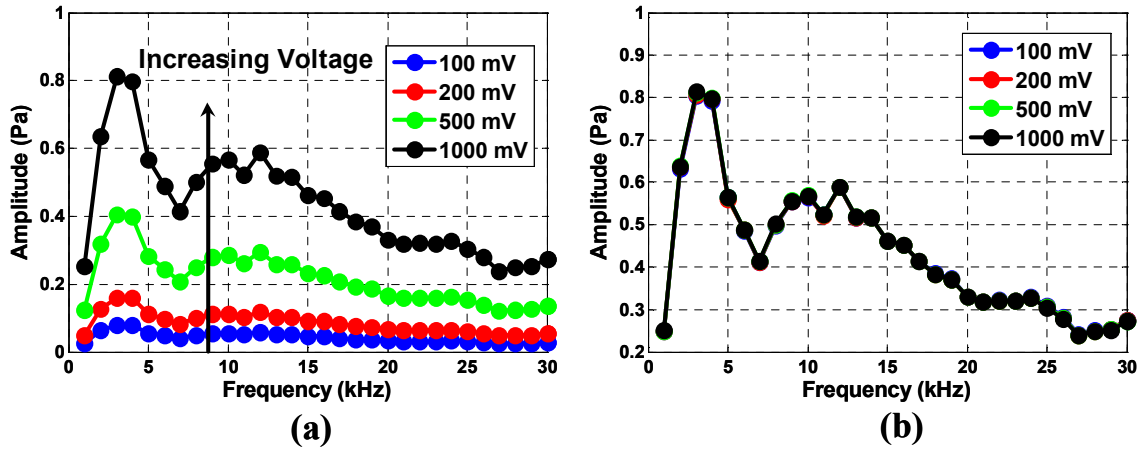 Increasing Voltage
100 mV
200 mV
500 mV
1000 mV
Amplitude (Pa)
1
0.8
0.6
0.4
0.2
0
0 5 10 15 20 25 30
Frequency (kHz)
(a)
100 mV
200 mV
500 mV
1000 mV
Amplitude (Pa)
1
0.9
0.8
0.7
0.6
0.5
0.4
0.3
0.2
0 5 10 15 20 25 30
Frequency (kHz)
(b)